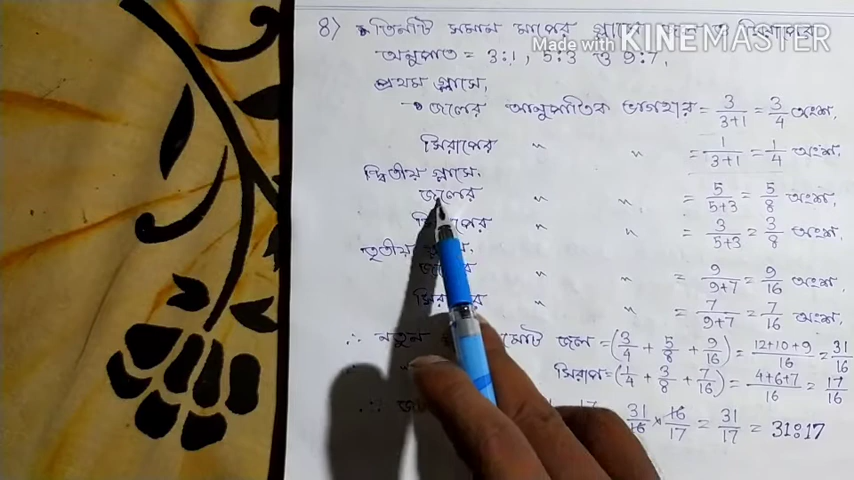 8) তিনটি সমান মাপের গ্লাসে জল ও সিরাপের
Made with KINEMASTER
অনুপাত = 3:1, 5:3 ও 9:7,
প্রথম গ্লাসে,
→ জলের আনুপাতিক ভাগহার = 3/(3+1) = 3/4 অংশ,
সিরাপের " " = 1/(3+1) = 1/4 অংশ,
দ্বিতীয় গ্লাসে,
জলের " " = 5/(5+3) = 5/8 অংশ,
" " = 3/(5+3) = 3/8 অংশ,
তৃতীয়
" " = 9/(9+7) = 9/16 অংশ
" " = 7/(9+7) = 7/16 অংশ,
∴ নতুন মোট জল = (3/4 + 5/8 + 9/16) = (12+10+9)/16 = 31/16
" সিরাপ = (1/4 + 3/8 + 7/16) = (4+6+7)/16 = 17/16
∴ 31/16 × 16/17 = 31/17 = 31:17